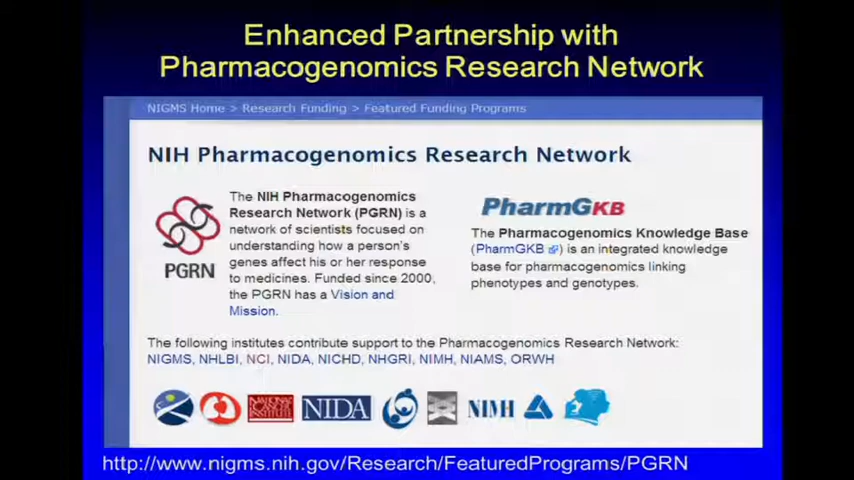 Enhanced Partnership with
Pharmacogenomics Research Network
NIGMS Home > Research Funding > Featured Funding Programs
NIH Pharmacogenomics Research Network
The NIH Pharmacogenomics
Research Network (PGRN) is a
network of scientists focused on
understanding how a person's
genes affect his or her response
to medicines. Funded since 2000,
the PGRN has a Vision and
Mission.
PGRN
PharmGKB
The Pharmacogenomics Knowledge Base
(PharmGKB ) is an integrated knowledge
base for pharmacogenomics linking
phenotypes and genotypes.
The following institutes contribute support to the Pharmacogenomics Research Network:
NIGMS, NHLBI, NCI, NIDA, NICHD, NHGRI, NIMH, NIAMS, ORWH
NATIONAL
CANCER
INSTITUTE
NIDA
NIMH
http://www.nigms.nih.gov/Research/FeaturedPrograms/PGRN